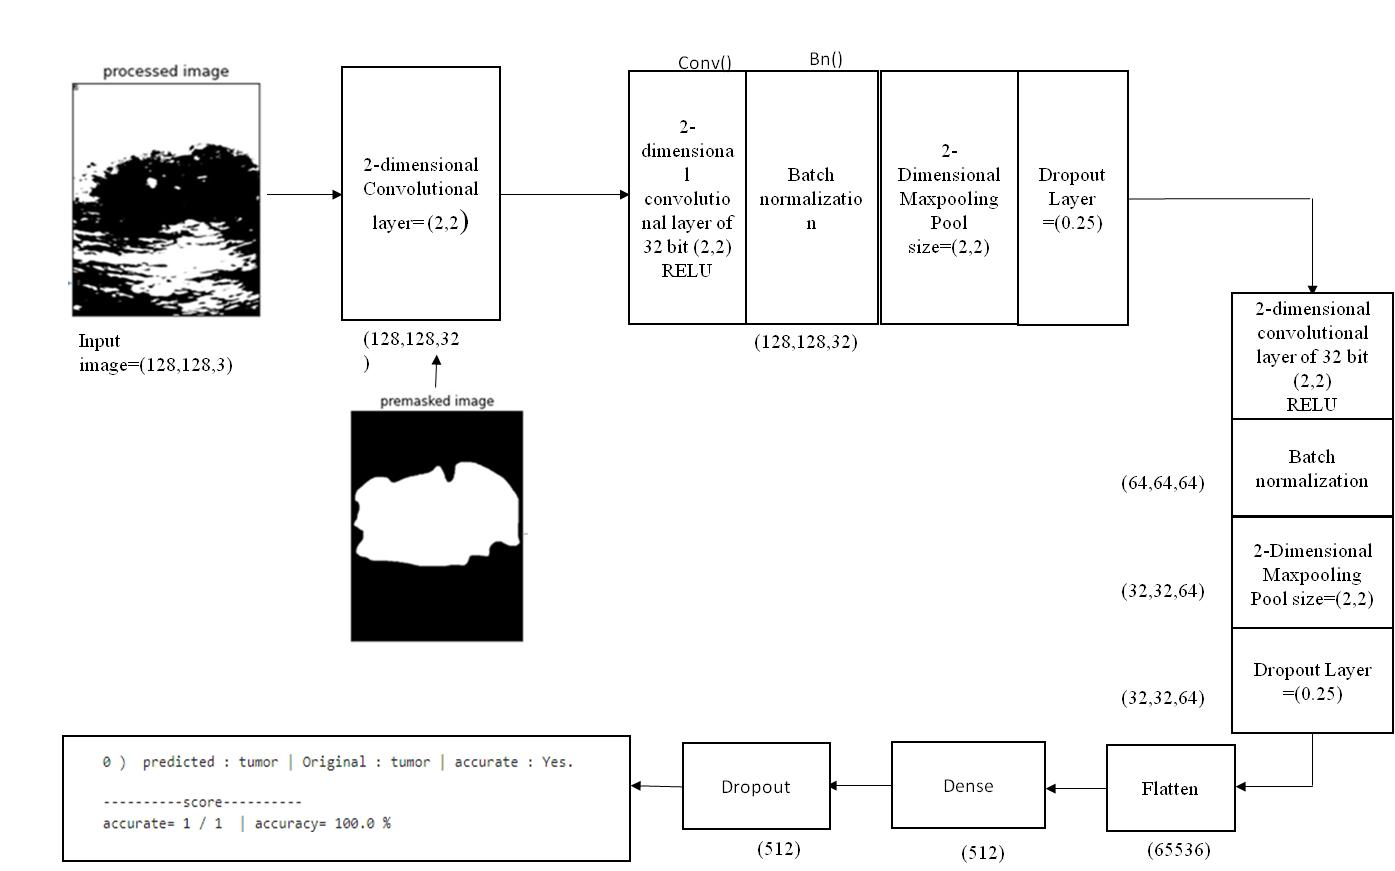 processed image
Input
image=(128,128,3)
2-dimensional
Convolutional
layer=(2,2)
(128,128,32
)
premasked image
Conv()
Bn()
2-
dimensiona
l
convolutio
nal layer of
32 bit (2,2)
RELU
Batch
normalizatio
n
(128,128,32)
2-
Dimensional
Maxpooling
Pool
size=(2,2)
Dropout
Layer
=(0.25)
2-dimensional
convolutional
layer of 32 bit
(2,2)
RELU
Batch
normalization
(64,64,64)
2-Dimensional
Maxpooling
Pool size=(2,2)
(32,32,64)
Dropout Layer
=(0.25)
(32,32,64)
Flatten
(65536)
Dense
(512)
Dropout
(512)
0 ) predicted : tumor | Original : tumor | accurate : Yes.
----------score----------
accurate= 1 / 1 | accuracy= 100.0 %